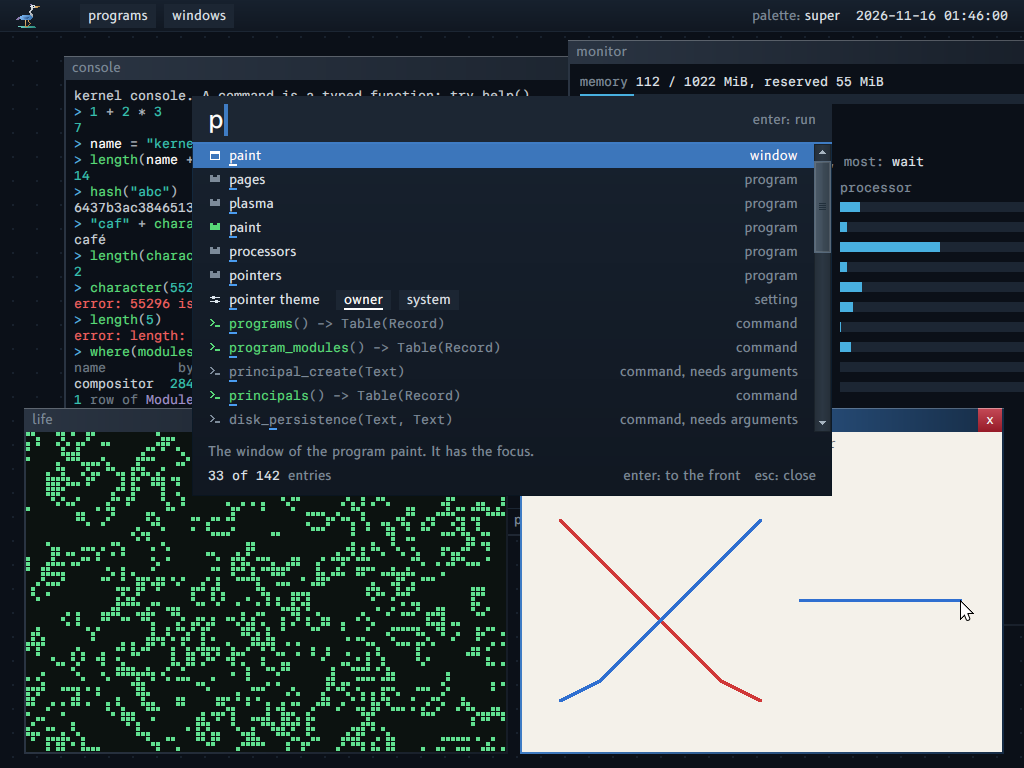 programs windows palette: super 2026-11-16 01:46:00
console
monitor
memory 112 / 1022 MiB, reserved 55 MiB
kernel console. A command is a typed function: try help()
> 1 + 2 * 3
7
> name = "kerne
> length(name +
14
> hash("abc")
6437b3ac3846513
> "caf" + chara
café
> length(charac
2
> character(552
error: 55296 is
> length(5)
error: length:
> where(modules
name by
compositor 284
1 row of Module
most: wait
processor
p enter: run
paint window
pages program
plasma program
paint program
processors program
pointers program
pointer theme owner system setting
programs() -> Table(Record) command
program_modules() -> Table(Record) command
principal_create(Text) command, needs arguments
principals() -> Table(Record) command
disk_persistence(Text, Text) command, needs arguments
The window of the program paint. It has the focus.
33 of 142 entries enter: to the front esc: close
life
x